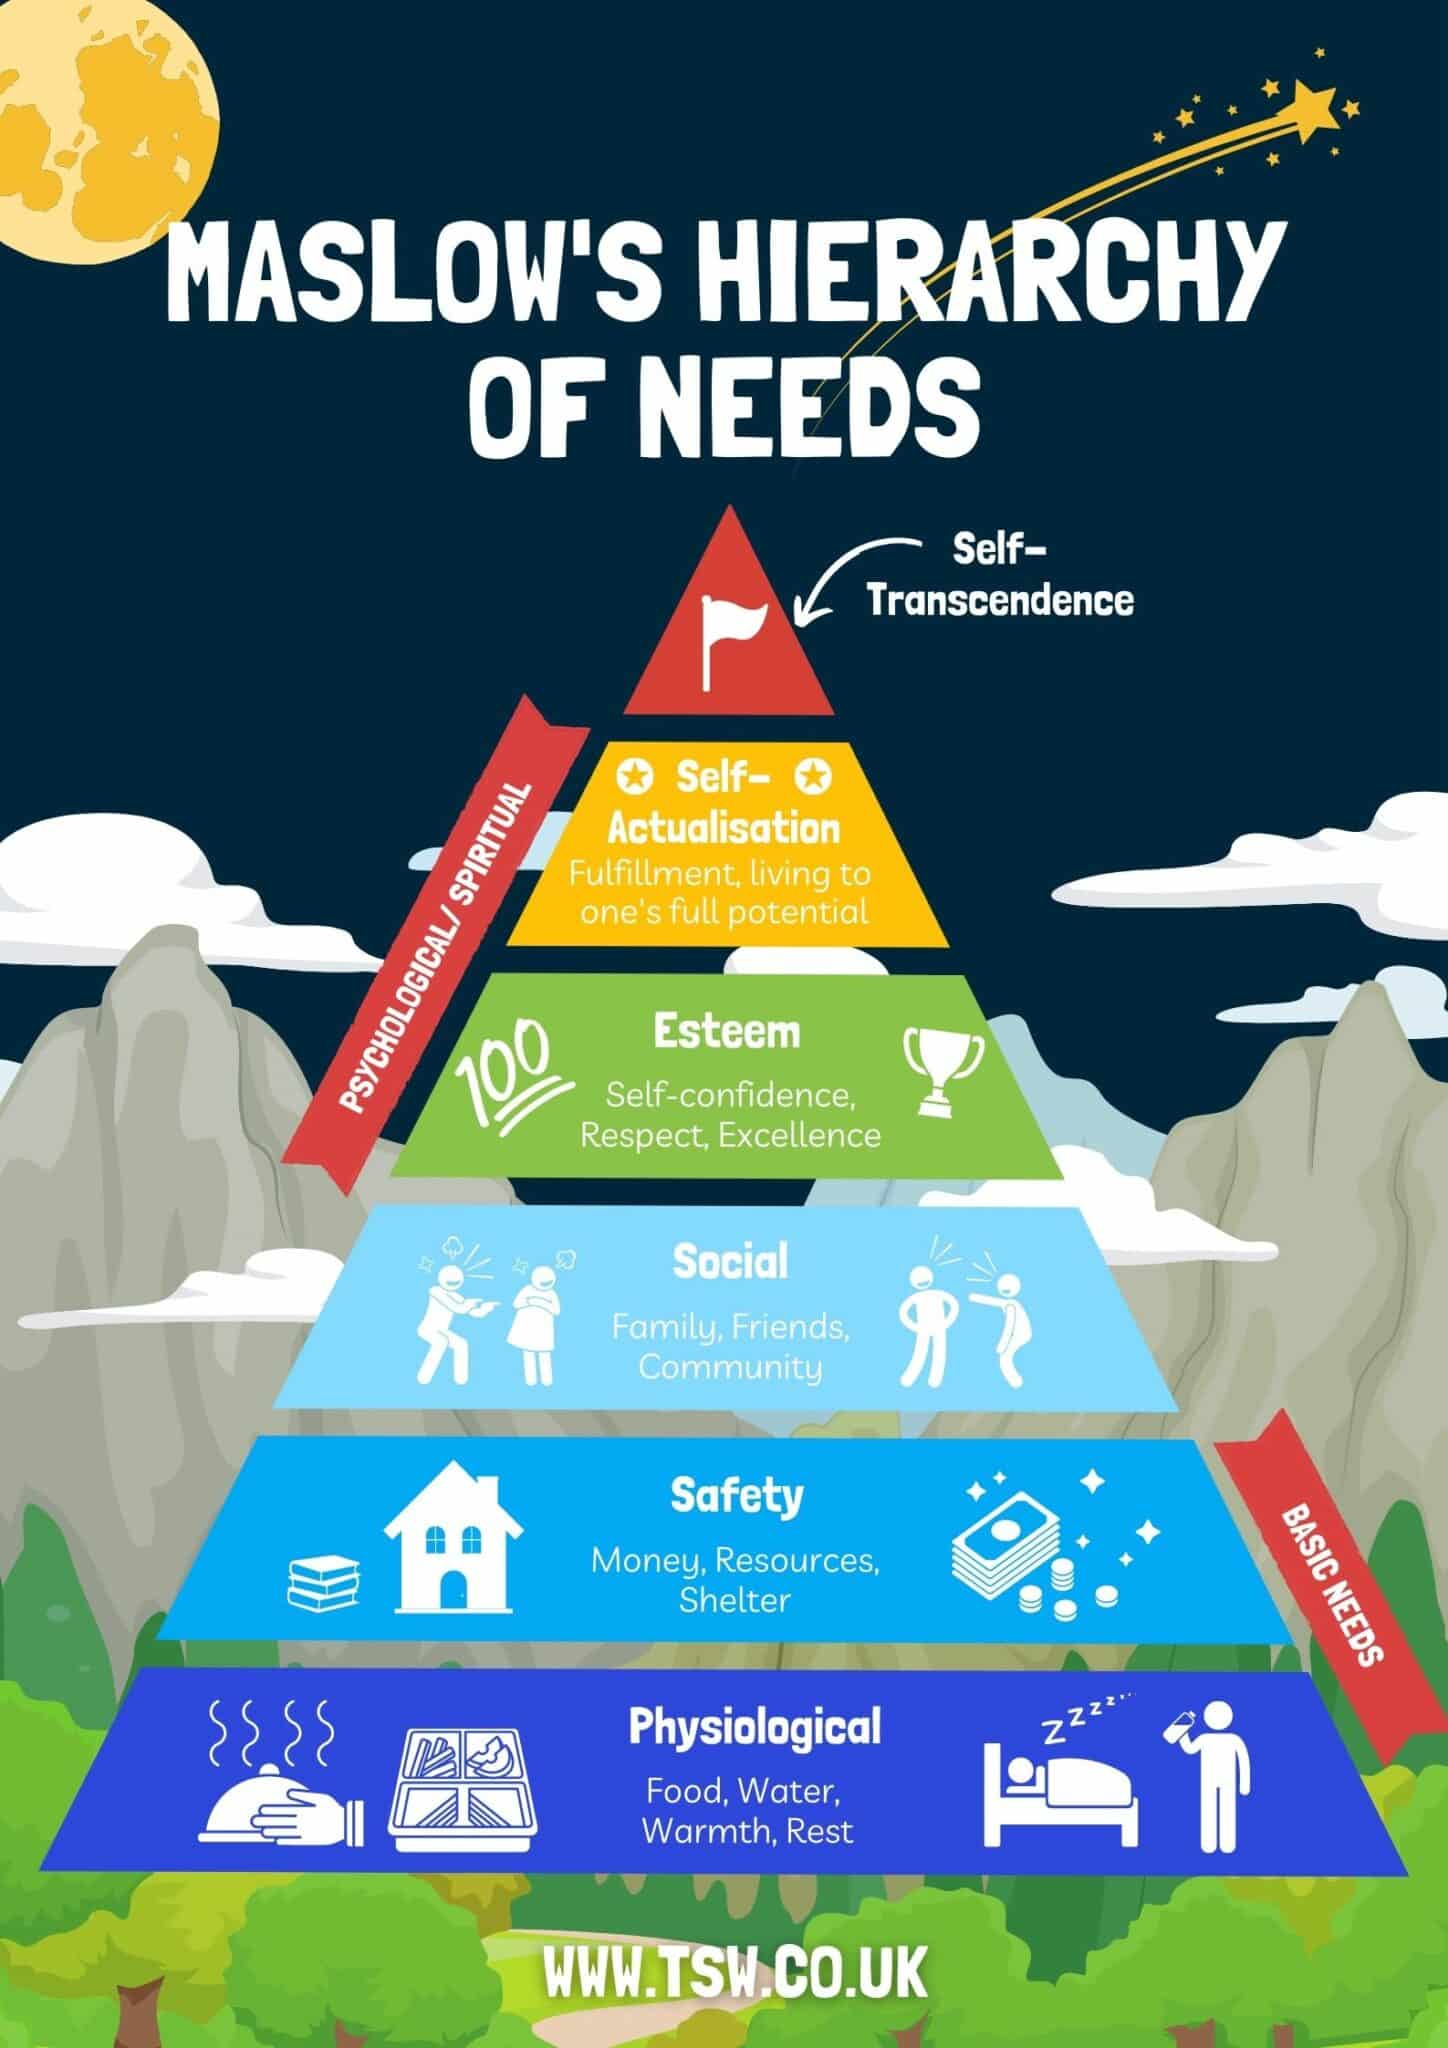 MASLOW'S HIERARCHY
OF NEEDS
Self-
Transcendence
PSYCHOLOGICAL/ SPIRITUAL
Self-
Actualisation
Fulfillment, living to
one's full potential
100
Esteem
Self-confidence,
Respect, Excellence
Social
Family, Friends,
Community
BASIC NEEDS
Safety
Money, Resources,
Shelter
Physiological
Food, Water,
Warmth, Rest
zzzz
WWW.TSW.CO.UK